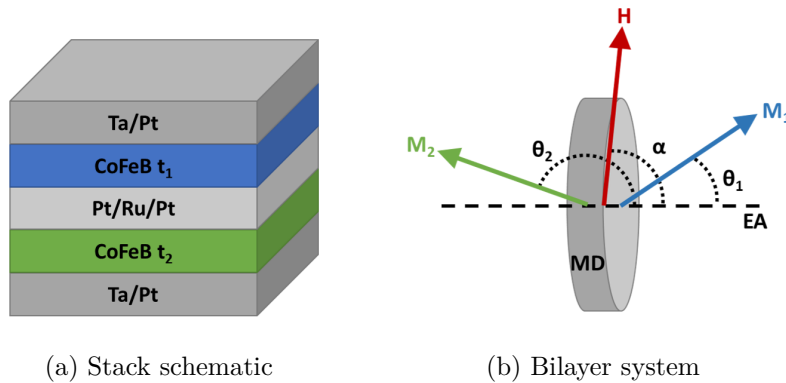 Ta/Pt
CoFeB t₁
Pt/Ru/Pt
CoFeB t₂
Ta/Pt
(a) Stack schematic
H
M₁
M₂
θ₂
α
θ₁
EA
MD
(b) Bilayer system